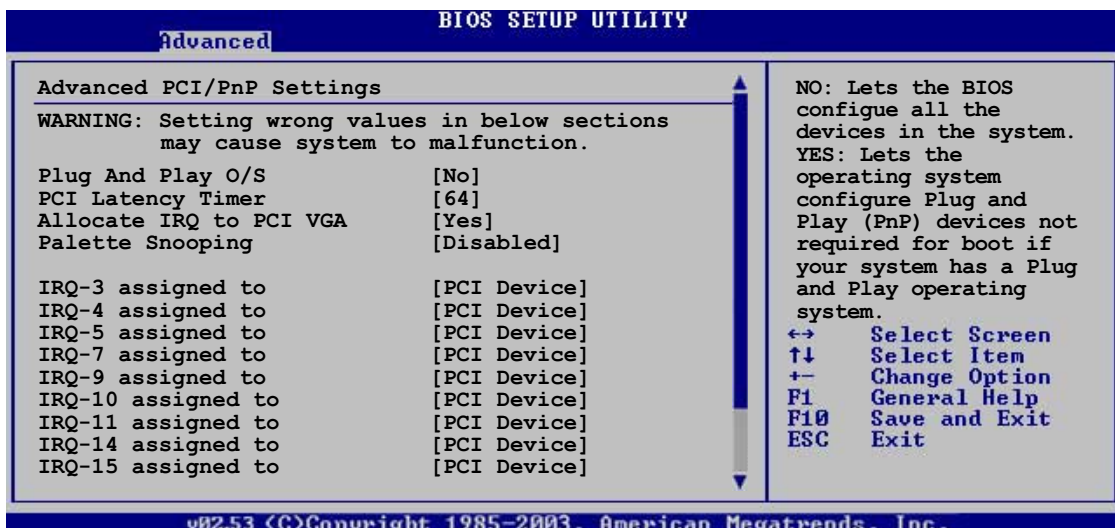 BIOS SETUP UTILITY
Advanced
Advanced PCI/PnP Settings
WARNING: Setting wrong values in below sections
may cause system to malfunction.
Plug And Play O/S [No]
PCI Latency Timer [64]
Allocate IRQ to PCI VGA [Yes]
Palette Snooping [Disabled]
IRQ-3 assigned to [PCI Device]
IRQ-4 assigned to [PCI Device]
IRQ-5 assigned to [PCI Device]
IRQ-7 assigned to [PCI Device]
IRQ-9 assigned to [PCI Device]
IRQ-10 assigned to [PCI Device]
IRQ-11 assigned to [PCI Device]
IRQ-14 assigned to [PCI Device]
IRQ-15 assigned to [PCI Device]
NO: Lets the BIOS
configue all the
devices in the system.
YES: Lets the
operating system
configure Plug and
Play (PnP) devices not
required for boot if
your system has a Plug
and Play operating
system.
←→ Select Screen
↑↓ Select Item
+- Change Option
F1 General Help
F10 Save and Exit
ESC Exit
v02.53 (C)Copyright 1985-2003, American Megatrends, Inc.